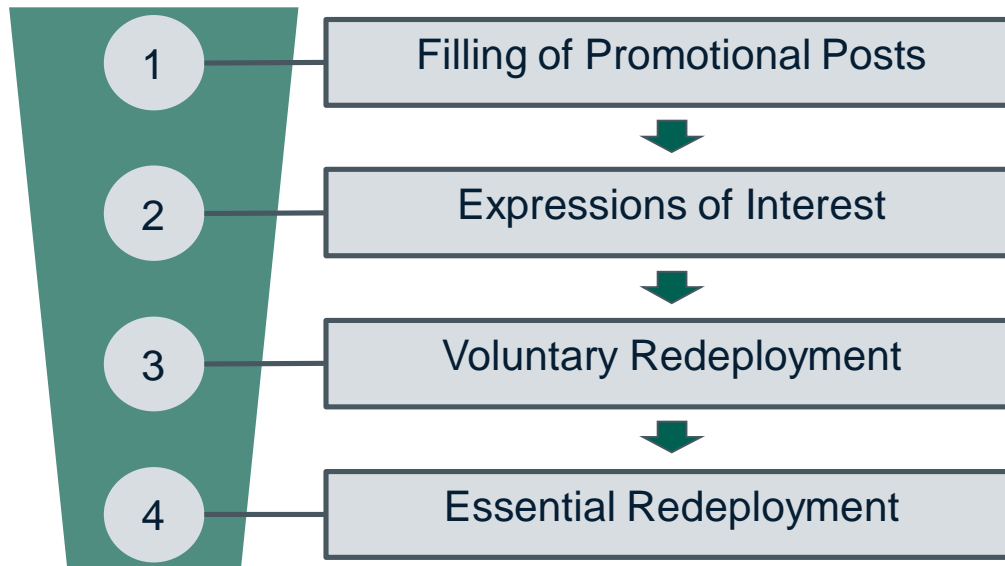 1
Filling of Promotional Posts
2
Expressions of Interest
3
Voluntary Redeployment
4
Essential Redeployment